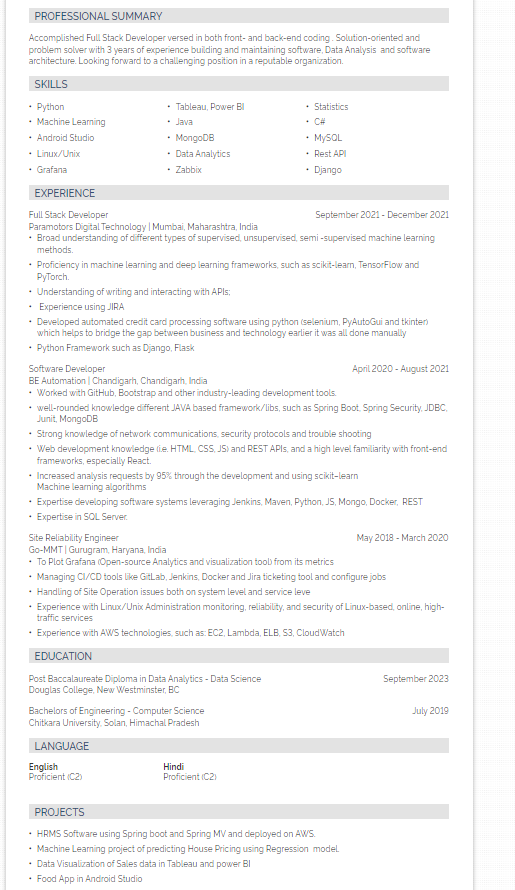 PROFESSIONAL SUMMARY
Accomplished Full Stack Developer versed in both front- and back-end coding . Solution-oriented and
problem solver with 3 years of experience building and maintaining software, Data Analysis and software
architecture. Looking forward to a challenging position in a reputable organization.
SKILLS
• Python • Tableau, Power BI • Statistics
• Machine Learning • Java • C#
• Android Studio • MongoDB • MySQL
• Linux/Unix • Data Analytics • Rest API
• Grafana • Zabbix • Django
EXPERIENCE
Full Stack Developer September 2021 - December 2021
Paramotors Digital Technology | Mumbai, Maharashtra, India
• Broad understanding of different types of supervised, unsupervised, semi -supervised machine learning
methods.
• Proficiency in machine learning and deep learning frameworks, such as scikit-learn, TensorFlow and
PyTorch.
• Understanding of writing and interacting with APIs;
• Experience using JIRA
• Developed automated credit card processing software using python (selenium, PyAutoGui and tkinter)
which helps to bridge the gap between business and technology earlier it was all done manually
• Python Framework such as Django, Flask
Software Developer April 2020 - August 2021
BE Automation | Chandigarh, Chandigarh, India
• Worked with GitHub, Bootstrap and other industry-leading development tools.
• well-rounded knowledge different JAVA based framework/libs, such as Spring Boot, Spring Security, JDBC,
Junit, MongoDB
• Strong knowledge of network communications, security protocols and trouble shooting
• Web development knowledge (i.e. HTML, CSS, JS) and REST APIs, and a high level familiarity with front-end
frameworks, especially React.
• Increased analysis requests by 95% through the development and using scikit–learn
Machine learning algorithms
• Expertise developing software systems leveraging Jenkins, Maven, Python, JS, Mongo, Docker, REST
• Expertise in SQL Server.
Site Reliability Engineer May 2018 - March 2020
Go-MMT | Gurugram, Haryana, India
• To Plot Grafana (Open-source Analytics and visualization tool) from its metrics
• Managing CI/CD tools like GitLab, Jenkins, Docker and Jira ticketing tool and configure jobs
• Handling of Site Operation issues both on system level and service leve
• Experience with Linux/Unix Administration monitoring, reliability, and security of Linux-based, online, high-
traffic services
• Experience with AWS technologies, such as: EC2, Lambda, ELB, S3, CloudWatch
EDUCATION
Post Baccalaureate Diploma in Data Analytics - Data Science September 2023
Douglas College, New Westminster, BC
Bachelors of Engineering - Computer Science July 2019
Chitkara University, Solan, Himachal Pradesh
LANGUAGE
English Hindi
Proficient (C2) Proficient (C2)
PROJECTS
• HRMS Software using Spring boot and Spring MV and deployed on AWS.
• Machine Learning project of predicting House Pricing using Regression model.
• Data Visualization of Sales data in Tableau and power BI
• Food App in Android Studio